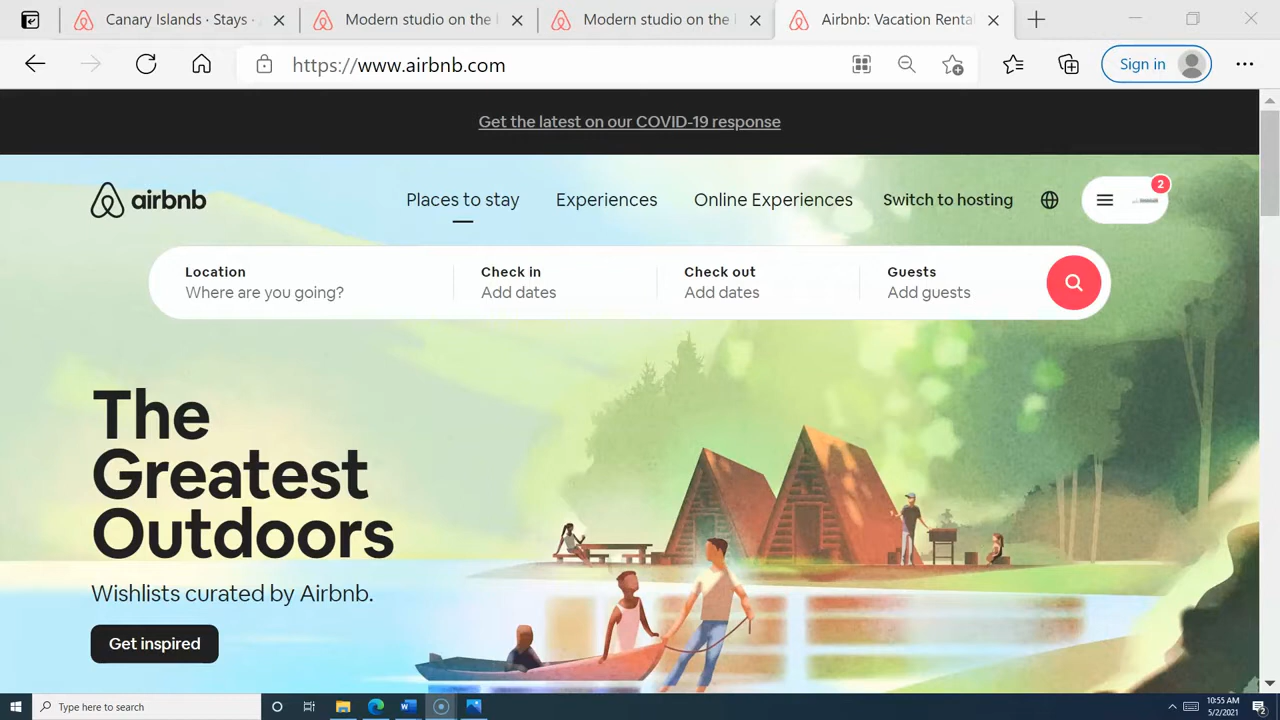 Canary Islands · Stays ·
Modern studio on the
Modern studio on the
Airbnb: Vacation Renta
https://www.airbnb.com
Sign in
Get the latest on our COVID-19 response
airbnb
Places to stay
Experiences
Online Experiences
Switch to hosting
2
Location
Where are you going?
Check in
Add dates
Check out
Add dates
Guests
Add guests
The
Greatest
Outdoors
Wishlists curated by Airbnb.
Get inspired
Type here to search
10:55 AM
5/2/2021
2